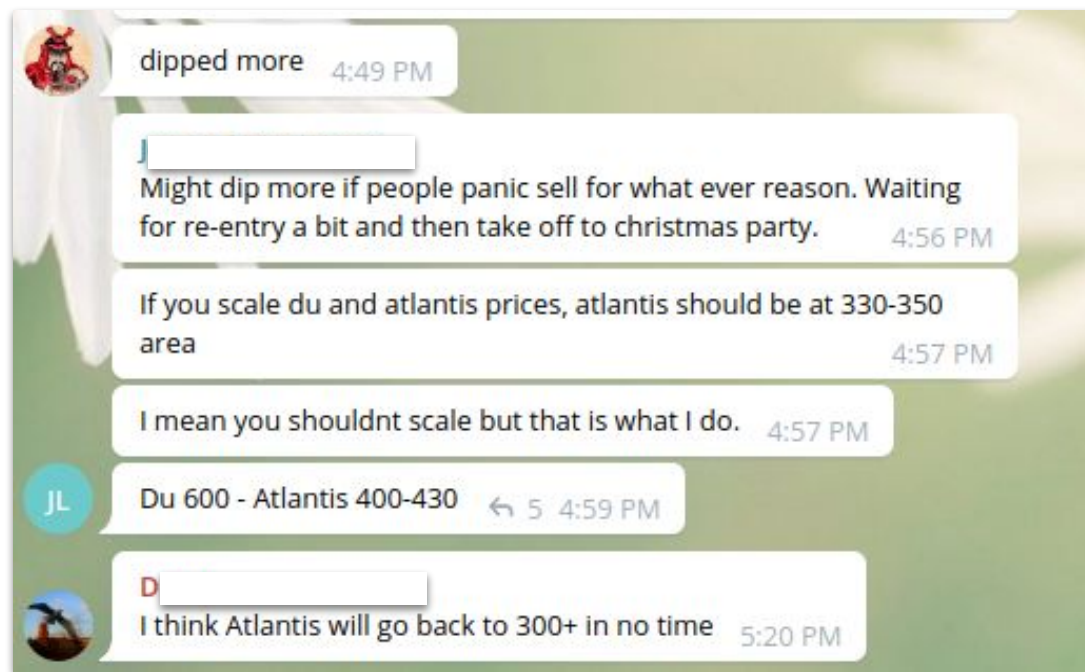 dipped more 4:49 PM
J
Might dip more if people panic sell for what ever reason. Waiting
for re-entry a bit and then take off to christmas party. 4:56 PM
If you scale du and atlantis prices, atlantis should be at 330-350
area 4:57 PM
I mean you shouldnt scale but that is what I do. 4:57 PM
JL
Du 600 - Atlantis 400-430 5 4:59 PM
D
I think Atlantis will go back to 300+ in no time 5:20 PM